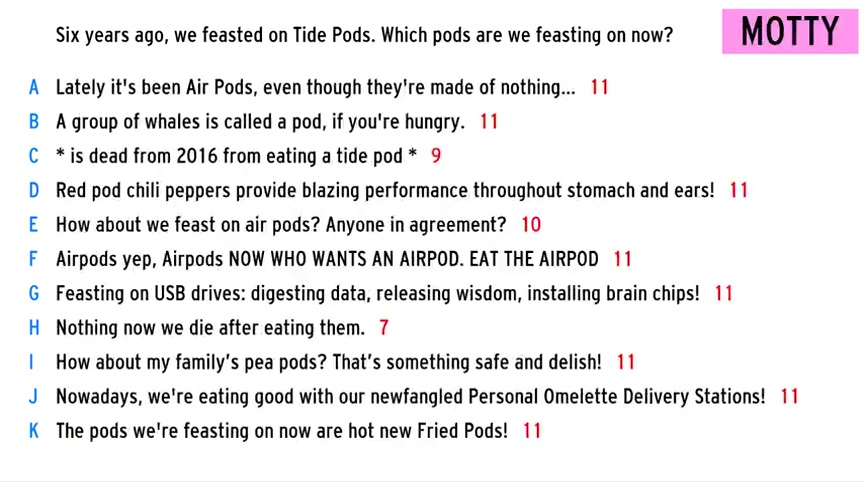 Six years ago, we feasted on Tide Pods. Which pods are we feasting on now?
MOTTY
A Lately it's been Air Pods, even though they're made of nothing... 11
B A group of whales is called a pod, if you're hungry. 11
C * is dead from 2016 from eating a tide pod * 9
D Red pod chili peppers provide blazing performance throughout stomach and ears! 11
E How about we feast on air pods? Anyone in agreement? 10
F Airpods yep, Airpods NOW WHO WANTS AN AIRPOD. EAT THE AIRPOD 11
G Feasting on USB drives: digesting data, releasing wisdom, installing brain chips! 11
H Nothing now we die after eating them. 7
I How about my family's pea pods? That's something safe and delish! 11
J Nowadays, we're eating good with our newfangled Personal Omelette Delivery Stations! 11
K The pods we're feasting on now are hot new Fried Pods! 11